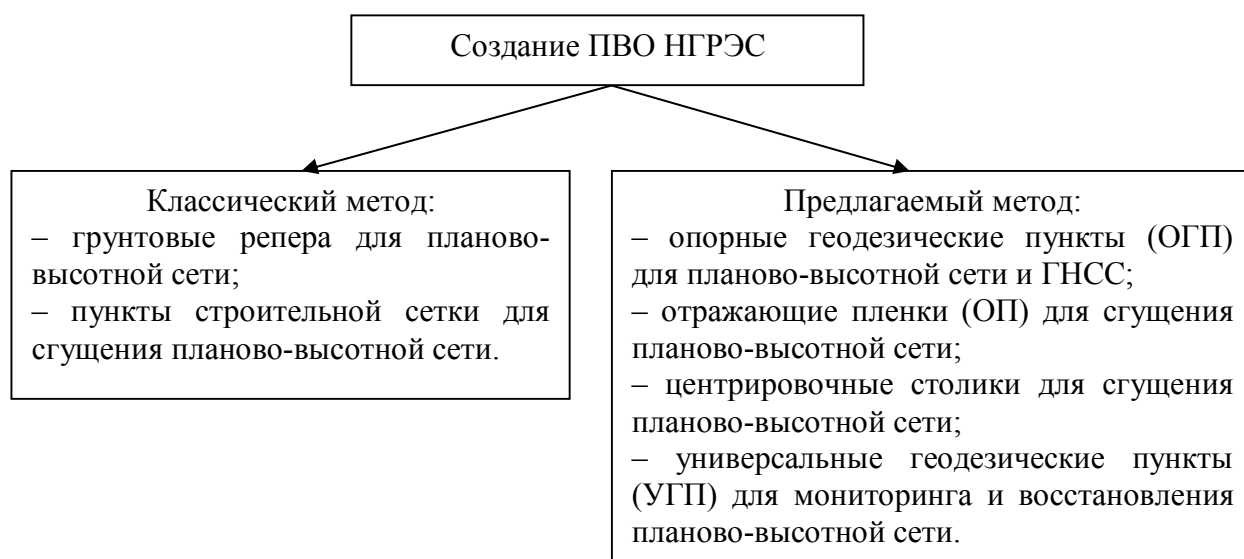 Создание ПВО НГРЭС
Классический метод:
– грунтовые репера для планово-
высотной сети;
– пункты строительной сетки для
сгущения планово-высотной сети.
Предлагаемый метод:
– опорные геодезические пункты (ОГП)
для планово-высотной сети и ГНСС;
– отражающие пленки (ОП) для сгущения
планово-высотной сети;
– центрировочные столики для сгущения
планово-высотной сети;
– универсальные геодезические пункты
(УГП) для мониторинга и восстановления
планово-высотной сети.